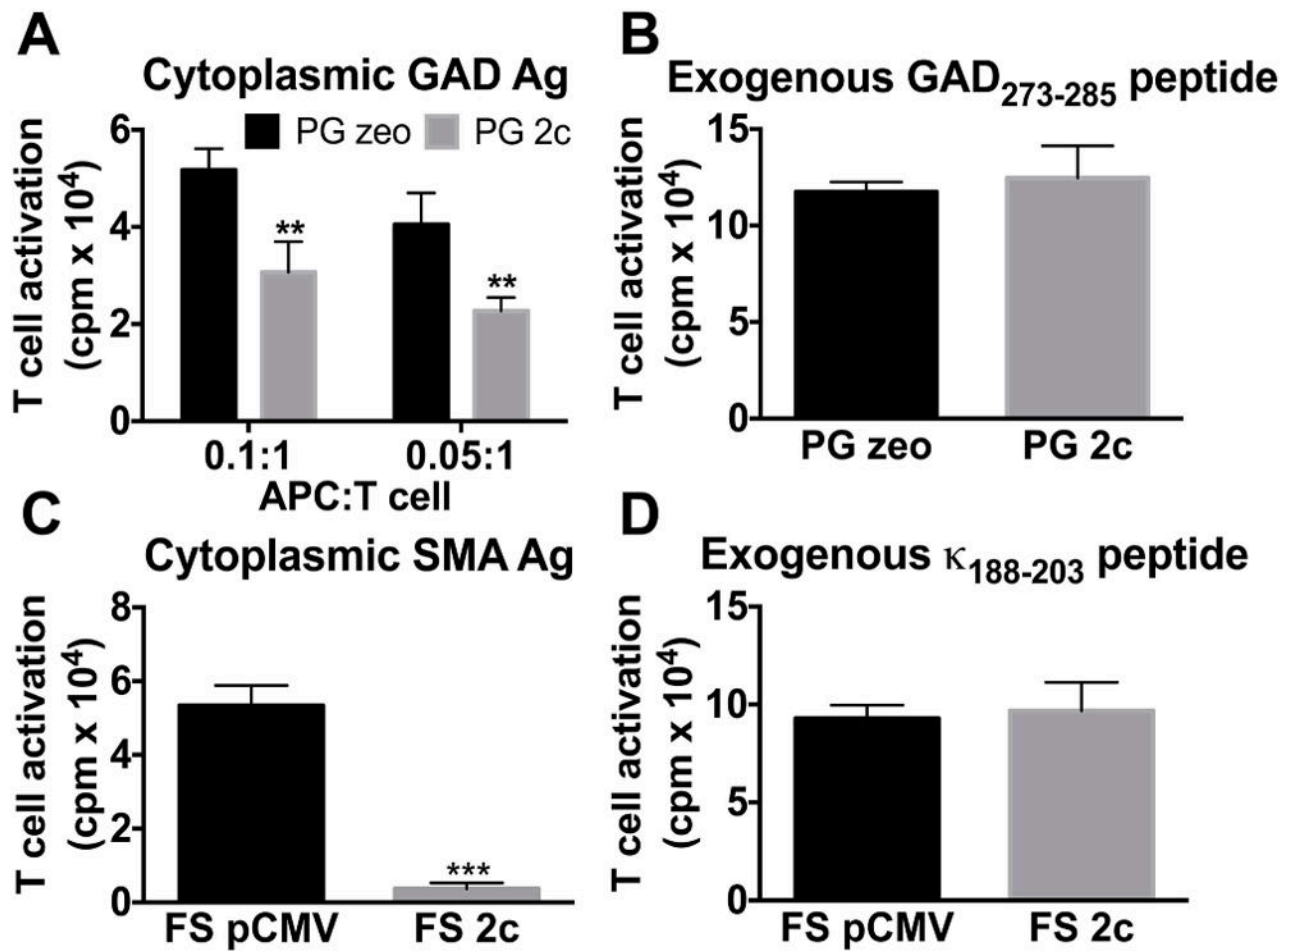 A
Cytoplasmic GAD Ag
PG zeo PG 2c
T cell activation
(cpm x 10⁴)
6
4
2
0
**
**
0.1:1 0.05:1
APC:T cell
B
Exogenous GAD₂₇₃₋₂₈₅ peptide
T cell activation
(cpm x 10⁴)
15
10
5
0
PG zeo PG 2c
C
Cytoplasmic SMA Ag
T cell activation
(cpm x 10⁴)
8
6
4
2
0
***
FS pCMV FS 2c
D
Exogenous κ₁₈₈₋₂₀₃ peptide
T cell activation
(cpm x 10⁴)
15
10
5
0
FS pCMV FS 2c